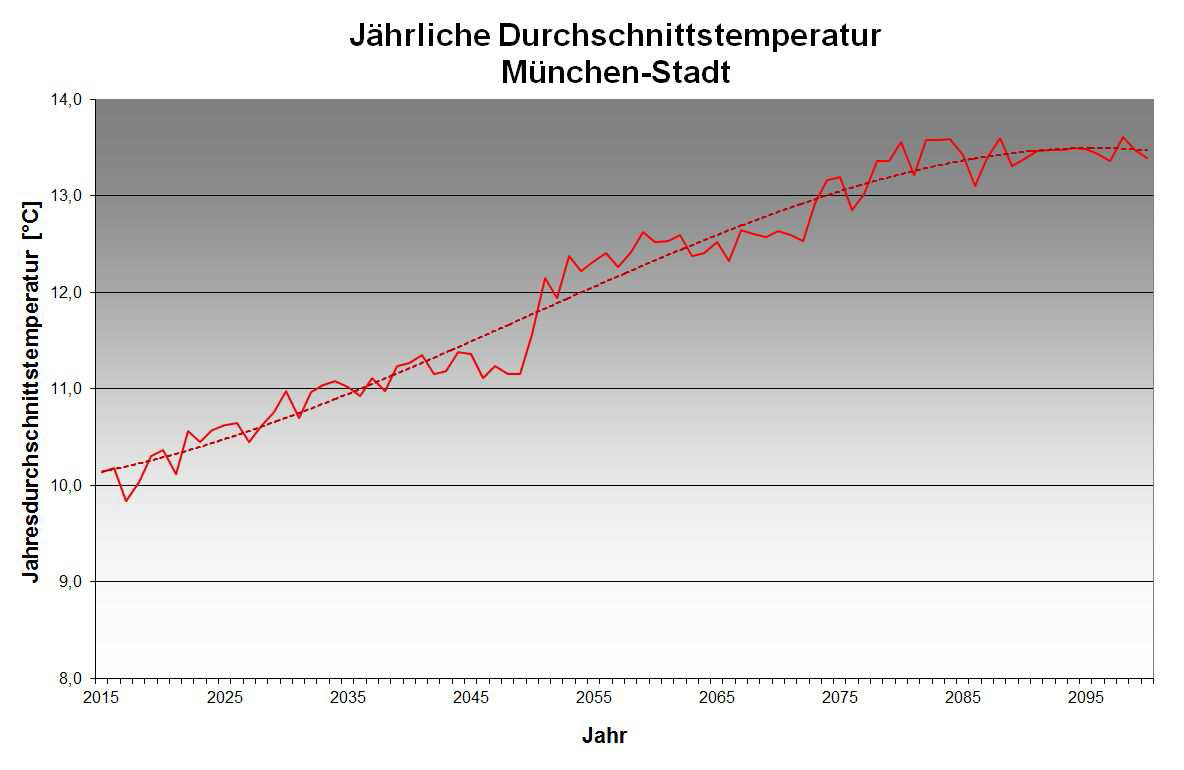 Jährliche Durchschnittstemperatur
München-Stadt
Jahresdurchschnittstemperatur [°C]
14,0
13,0
12,0
11,0
10,0
9,0
8,0
2015 2025 2035 2045 2055 2065 2075 2085 2095
Jahr